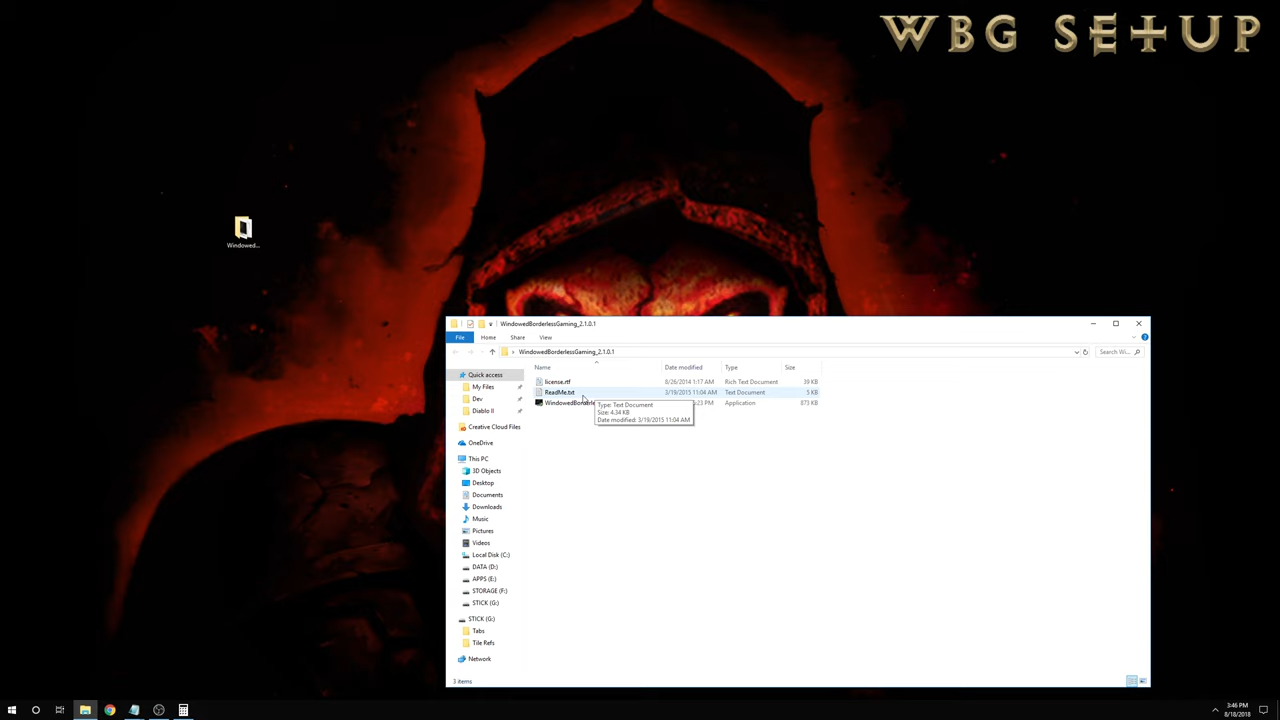 WBG SETUP
Windowed...
WindowedBorderlessGaming_2.1.0.1
File Home Share View
WindowedBorderlessGaming_2.1.0.1
Search Wi...
Name Date modified Type Size
license.rtf 8/26/2014 1:17 AM Rich Text Document 39 KB
ReadMe.txt 3/19/2015 11:04 AM Text Document 5 KB
WindowedBorderle :23 PM Application 873 KB
Type: Text Document
Size: 4.34 KB
Date modified: 3/19/2015 11:04 AM
Quick access
My Files
Dev
Diablo II
Creative Cloud Files
OneDrive
This PC
3D Objects
Desktop
Documents
Downloads
Music
Pictures
Videos
Local Disk (C:)
DATA (D:)
APPS (E:)
STORAGE (F:)
STICK (G:)
STICK (G:)
Tabs
Tile Refs
Network
3 items
3:46 PM
8/18/2018